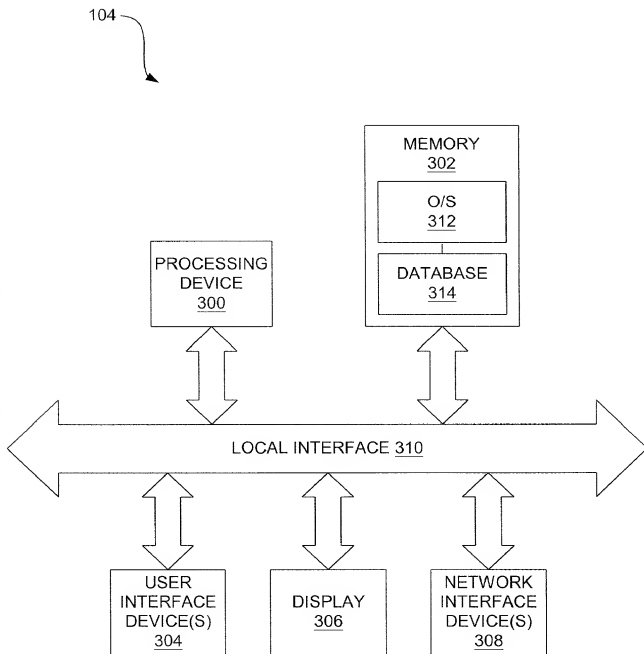 104
MEMORY
302
O/S
312
DATABASE
314
PROCESSING
DEVICE
300
LOCAL INTERFACE 310
USER
INTERFACE
DEVICE(S)
304
DISPLAY
306
NETWORK
INTERFACE
DEVICE(S)
308